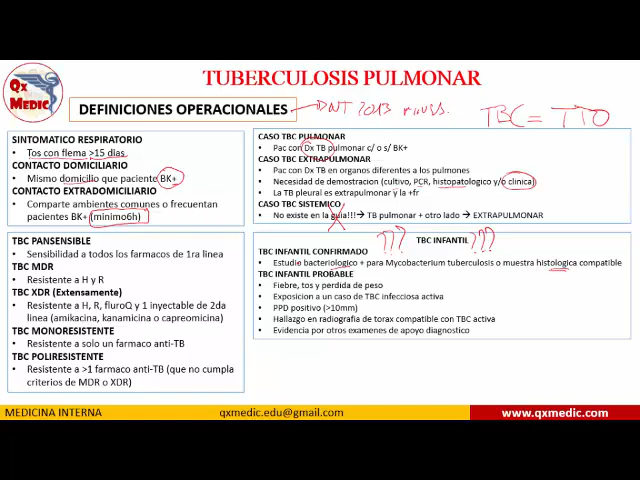 Qx
MEDIC
TUBERCULOSIS PULMONAR
DEFINICIONES OPERACIONALES
TBC = TTO
SINTOMATICO RESPIRATORIO
• Tos con flema >15 dias
CONTACTO DOMICILIARIO
• Mismo domicilio que paciente BK+
CONTACTO EXTRADOMICILIARIO
• Comparte ambientes comunes o frecuentan
pacientes BK+ (minimo6h)
TBC PANSENSIBLE
• Sensibilidad a todos los farmacos de 1ra linea
TBC MDR
• Resistente a H y R
TBC XDR (Extensamente)
• Resistente a H, R, fluroQ y 1 inyectable de 2da
linea (amikacina, kanamicina o capreomicina)
TBC MONORESISTENTE
• Resistente a solo un farmaco anti-TB
TBC POLIRESISTENTE
• Resistente a >1 farmaco anti-TB (que no cumpla
criterios de MDR o XDR)
CASO TBC PULMONAR
• Pac con Dx TB pulmonar c/ o s/ BK+
CASO TBC EXTRAPULMONAR
• Pac con Dx TB en organos diferentes a los pulmones
• Necesidad de demostracion (cultivo, PCR, histopatologico y/o clinica)
• La TB pleural es extrapulmonar y la +fr
CASO TBC SISTEMICO
• No existe en la guia!!! → TB pulmonar + otro lado → EXTRAPULMONAR
??? TBC INFANTIL ???
TBC INFANTIL CONFIRMADO
• Estudio bacteriologico + para Mycobacterium tuberculosis o muestra histologica compatible
TBC INFANTIL PROBABLE
• Fiebre, tos y perdida de peso
• Exposicion a un caso de TBC infecciosa activa
• PPD positivo (>10mm)
• Hallazgo en radiografia de torax compatible con TBC activa
• Evidencia por otros examenes de apoyo diagnostico
MEDICINA INTERNA
qxmedic.edu@gmail.com
www.qxmedic.com